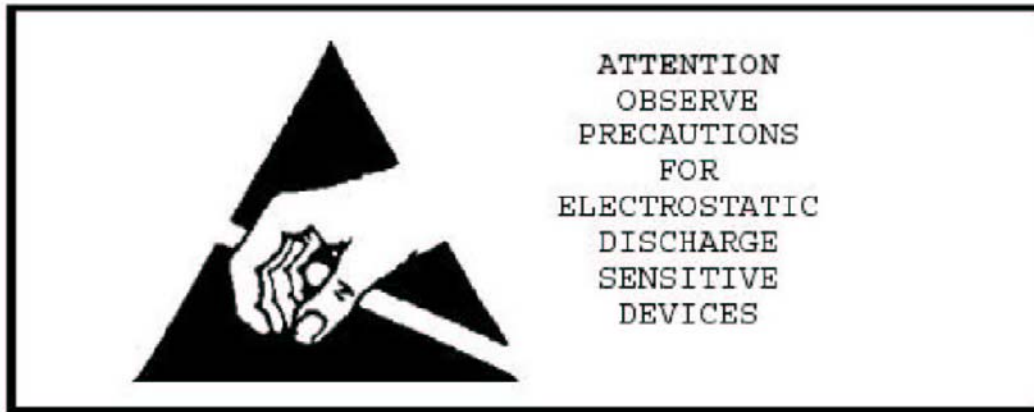 ATTENTION
OBSERVE
PRECAUTIONS
FOR
ELECTROSTATIC
DISCHARGE
SENSITIVE
DEVICES